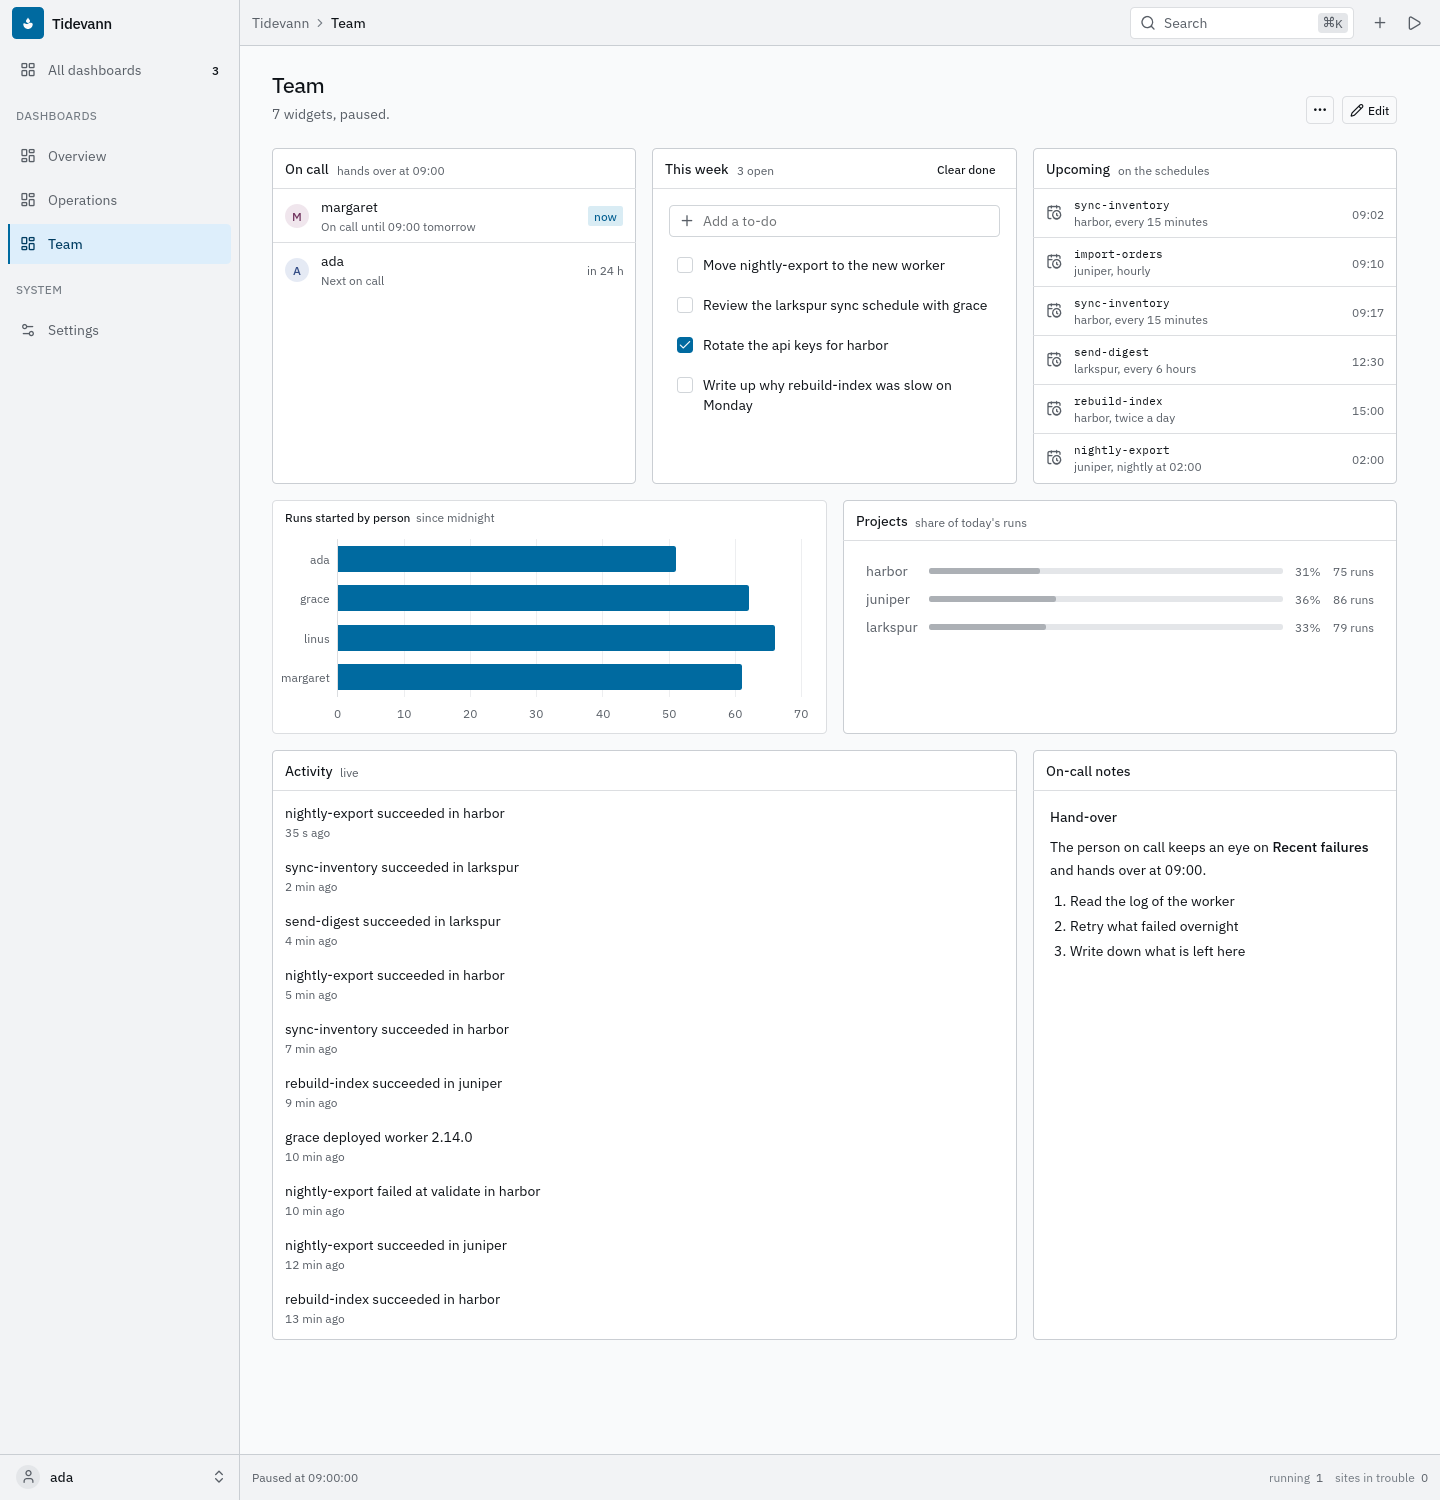 Tidevann
All dashboards 3
DASHBOARDS
Overview
Operations
Team
SYSTEM
Settings
ada
Tidevann > Team
Search ⌘K
Team
7 widgets, paused.
Edit
On call hands over at 09:00
M margaret
On call until 09:00 tomorrow
now
A ada
Next on call
in 24 h
This week 3 open
Clear done
Add a to-do
Move nightly-export to the new worker
Review the larkspur sync schedule with grace
Rotate the api keys for harbor
Write up why rebuild-index was slow on
Monday
Upcoming on the schedules
sync-inventory
harbor, every 15 minutes
09:02
import-orders
juniper, hourly
09:10
sync-inventory
harbor, every 15 minutes
09:17
send-digest
larkspur, every 6 hours
12:30
rebuild-index
harbor, twice a day
15:00
nightly-export
juniper, nightly at 02:00
02:00
Runs started by person since midnight
ada
grace
linus
margaret
0 10 20 30 40 50 60 70
Projects share of today's runs
harbor 31% 75 runs
juniper 36% 86 runs
larkspur 33% 79 runs
Activity live
nightly-export succeeded in harbor
35 s ago
sync-inventory succeeded in larkspur
2 min ago
send-digest succeeded in larkspur
4 min ago
nightly-export succeeded in harbor
5 min ago
sync-inventory succeeded in harbor
7 min ago
rebuild-index succeeded in juniper
9 min ago
grace deployed worker 2.14.0
10 min ago
nightly-export failed at validate in harbor
10 min ago
nightly-export succeeded in juniper
12 min ago
rebuild-index succeeded in harbor
13 min ago
On-call notes
Hand-over
The person on call keeps an eye on Recent failures
and hands over at 09:00.
1. Read the log of the worker
2. Retry what failed overnight
3. Write down what is left here
Paused at 09:00:00
running 1 sites in trouble 0